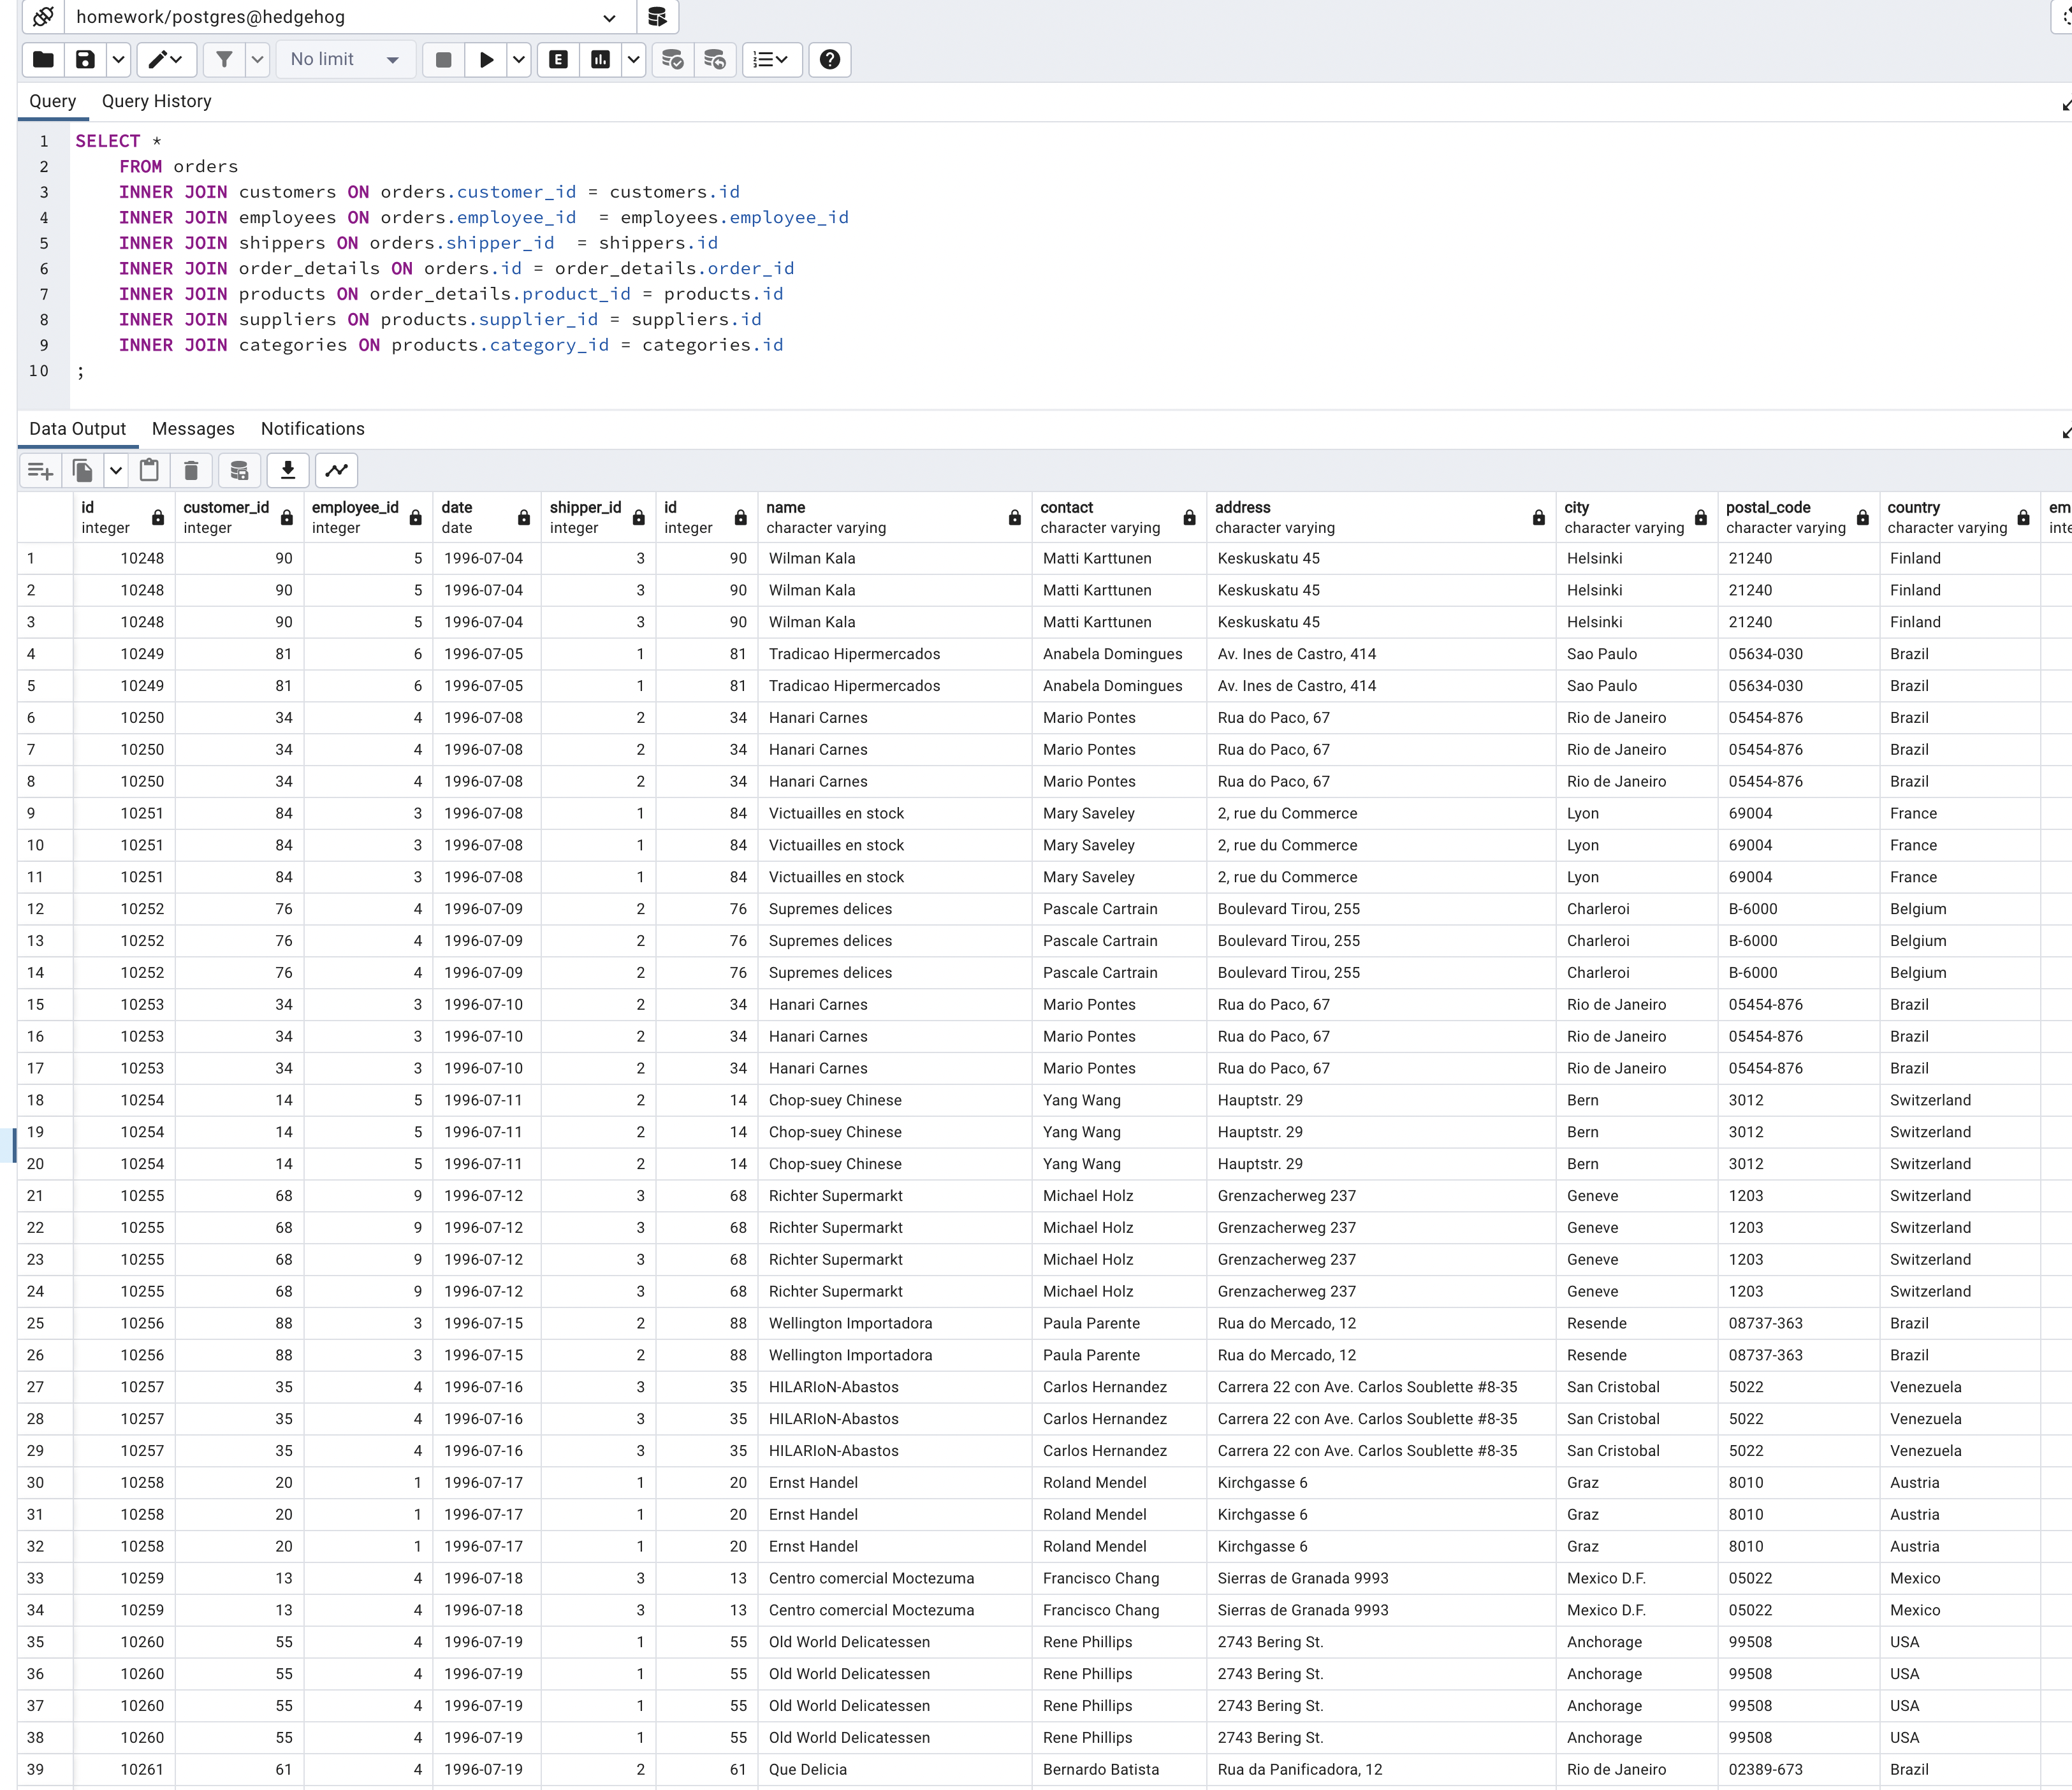 homework/postgres@hedgehog
No limit
E
Query Query History
1 SELECT *
2 FROM orders
3 INNER JOIN customers ON orders.customer_id = customers.id
4 INNER JOIN employees ON orders.employee_id  = employees.employee_id
5 INNER JOIN shippers ON orders.shipper_id  = shippers.id
6 INNER JOIN order_details ON orders.id = order_details.order_id
7 INNER JOIN products ON order_details.product_id = products.id
8 INNER JOIN suppliers ON products.supplier_id = suppliers.id
9 INNER JOIN categories ON products.category_id = categories.id
10 ;
Data Output Messages Notifications
id customer_id employee_id date shipper_id id name contact address city postal_code country em
integer integer integer date integer integer character varying character varying character varying character varying character varying character varying inte
1 10248 90 5 1996-07-04 3 90 Wilman Kala Matti Karttunen Keskuskatu 45 Helsinki 21240 Finland
2 10248 90 5 1996-07-04 3 90 Wilman Kala Matti Karttunen Keskuskatu 45 Helsinki 21240 Finland
3 10248 90 5 1996-07-04 3 90 Wilman Kala Matti Karttunen Keskuskatu 45 Helsinki 21240 Finland
4 10249 81 6 1996-07-05 1 81 Tradicao Hipermercados Anabela Domingues Av. Ines de Castro, 414 Sao Paulo 05634-030 Brazil
5 10249 81 6 1996-07-05 1 81 Tradicao Hipermercados Anabela Domingues Av. Ines de Castro, 414 Sao Paulo 05634-030 Brazil
6 10250 34 4 1996-07-08 2 34 Hanari Carnes Mario Pontes Rua do Paco, 67 Rio de Janeiro 05454-876 Brazil
7 10250 34 4 1996-07-08 2 34 Hanari Carnes Mario Pontes Rua do Paco, 67 Rio de Janeiro 05454-876 Brazil
8 10250 34 4 1996-07-08 2 34 Hanari Carnes Mario Pontes Rua do Paco, 67 Rio de Janeiro 05454-876 Brazil
9 10251 84 3 1996-07-08 1 84 Victuailles en stock Mary Saveley 2, rue du Commerce Lyon 69004 France
10 10251 84 3 1996-07-08 1 84 Victuailles en stock Mary Saveley 2, rue du Commerce Lyon 69004 France
11 10251 84 3 1996-07-08 1 84 Victuailles en stock Mary Saveley 2, rue du Commerce Lyon 69004 France
12 10252 76 4 1996-07-09 2 76 Supremes delices Pascale Cartrain Boulevard Tirou, 255 Charleroi B-6000 Belgium
13 10252 76 4 1996-07-09 2 76 Supremes delices Pascale Cartrain Boulevard Tirou, 255 Charleroi B-6000 Belgium
14 10252 76 4 1996-07-09 2 76 Supremes delices Pascale Cartrain Boulevard Tirou, 255 Charleroi B-6000 Belgium
15 10253 34 3 1996-07-10 2 34 Hanari Carnes Mario Pontes Rua do Paco, 67 Rio de Janeiro 05454-876 Brazil
16 10253 34 3 1996-07-10 2 34 Hanari Carnes Mario Pontes Rua do Paco, 67 Rio de Janeiro 05454-876 Brazil
17 10253 34 3 1996-07-10 2 34 Hanari Carnes Mario Pontes Rua do Paco, 67 Rio de Janeiro 05454-876 Brazil
18 10254 14 5 1996-07-11 2 14 Chop-suey Chinese Yang Wang Hauptstr. 29 Bern 3012 Switzerland
19 10254 14 5 1996-07-11 2 14 Chop-suey Chinese Yang Wang Hauptstr. 29 Bern 3012 Switzerland
20 10254 14 5 1996-07-11 2 14 Chop-suey Chinese Yang Wang Hauptstr. 29 Bern 3012 Switzerland
21 10255 68 9 1996-07-12 3 68 Richter Supermarkt Michael Holz Grenzacherweg 237 Geneve 1203 Switzerland
22 10255 68 9 1996-07-12 3 68 Richter Supermarkt Michael Holz Grenzacherweg 237 Geneve 1203 Switzerland
23 10255 68 9 1996-07-12 3 68 Richter Supermarkt Michael Holz Grenzacherweg 237 Geneve 1203 Switzerland
24 10255 68 9 1996-07-12 3 68 Richter Supermarkt Michael Holz Grenzacherweg 237 Geneve 1203 Switzerland
25 10256 88 3 1996-07-15 2 88 Wellington Importadora Paula Parente Rua do Mercado, 12 Resende 08737-363 Brazil
26 10256 88 3 1996-07-15 2 88 Wellington Importadora Paula Parente Rua do Mercado, 12 Resende 08737-363 Brazil
27 10257 35 4 1996-07-16 3 35 HILARIoN-Abastos Carlos Hernandez Carrera 22 con Ave. Carlos Soublette #8-35 San Cristobal 5022 Venezuela
28 10257 35 4 1996-07-16 3 35 HILARIoN-Abastos Carlos Hernandez Carrera 22 con Ave. Carlos Soublette #8-35 San Cristobal 5022 Venezuela
29 10257 35 4 1996-07-16 3 35 HILARIoN-Abastos Carlos Hernandez Carrera 22 con Ave. Carlos Soublette #8-35 San Cristobal 5022 Venezuela
30 10258 20 1 1996-07-17 1 20 Ernst Handel Roland Mendel Kirchgasse 6 Graz 8010 Austria
31 10258 20 1 1996-07-17 1 20 Ernst Handel Roland Mendel Kirchgasse 6 Graz 8010 Austria
32 10258 20 1 1996-07-17 1 20 Ernst Handel Roland Mendel Kirchgasse 6 Graz 8010 Austria
33 10259 13 4 1996-07-18 3 13 Centro comercial Moctezuma Francisco Chang Sierras de Granada 9993 Mexico D.F. 05022 Mexico
34 10259 13 4 1996-07-18 3 13 Centro comercial Moctezuma Francisco Chang Sierras de Granada 9993 Mexico D.F. 05022 Mexico
35 10260 55 4 1996-07-19 1 55 Old World Delicatessen Rene Phillips 2743 Bering St. Anchorage 99508 USA
36 10260 55 4 1996-07-19 1 55 Old World Delicatessen Rene Phillips 2743 Bering St. Anchorage 99508 USA
37 10260 55 4 1996-07-19 1 55 Old World Delicatessen Rene Phillips 2743 Bering St. Anchorage 99508 USA
38 10260 55 4 1996-07-19 1 55 Old World Delicatessen Rene Phillips 2743 Bering St. Anchorage 99508 USA
39 10261 61 4 1996-07-19 2 61 Que Delicia Bernardo Batista Rua da Panificadora, 12 Rio de Janeiro 02389-673 Brazil